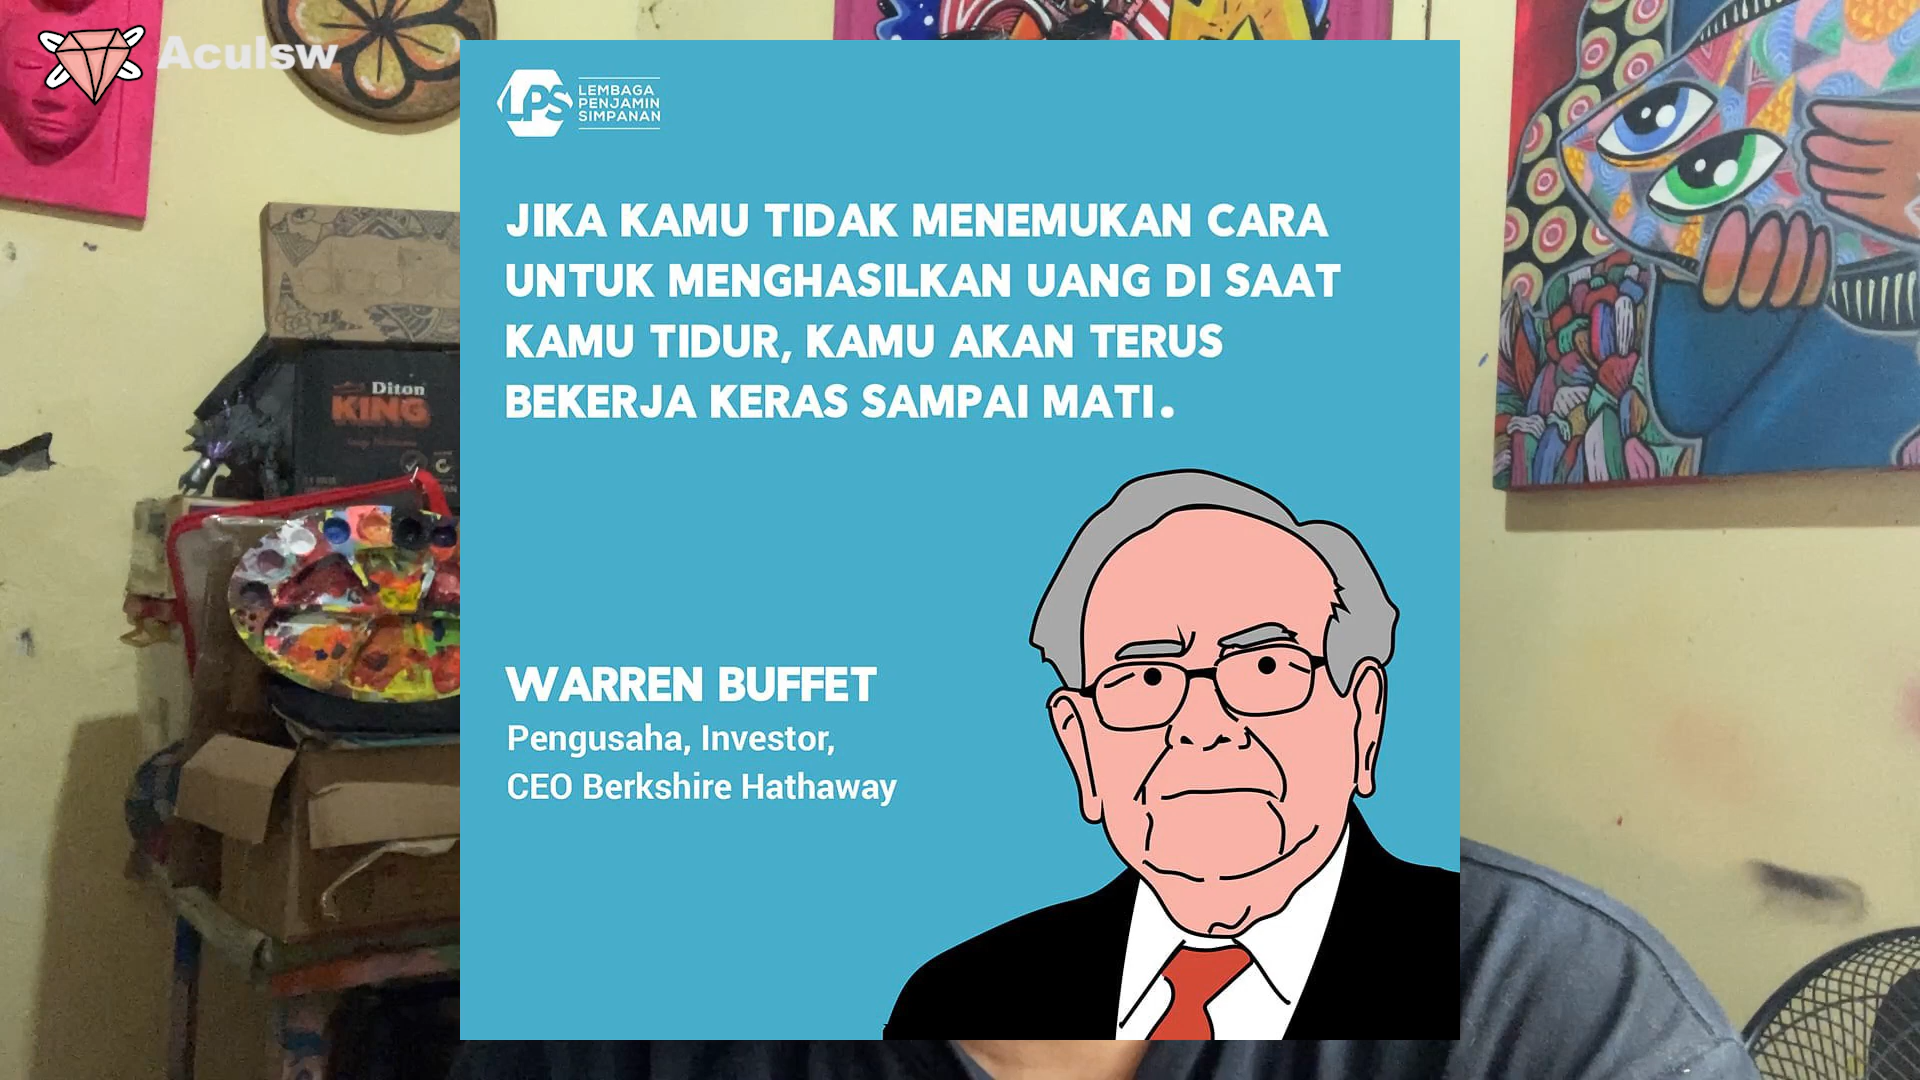 Aculsw
LPS
LEMBAGA
PENJAMIN
SIMPANAN
JIKA KAMU TIDAK MENEMUKAN CARA
UNTUK MENGHASILKAN UANG DI SAAT
KAMU TIDUR, KAMU AKAN TERUS
BEKERJA KERAS SAMPAI MATI.
Diton
KING
WARREN BUFFET
Pengusaha, Investor,
CEO Berkshire Hathaway